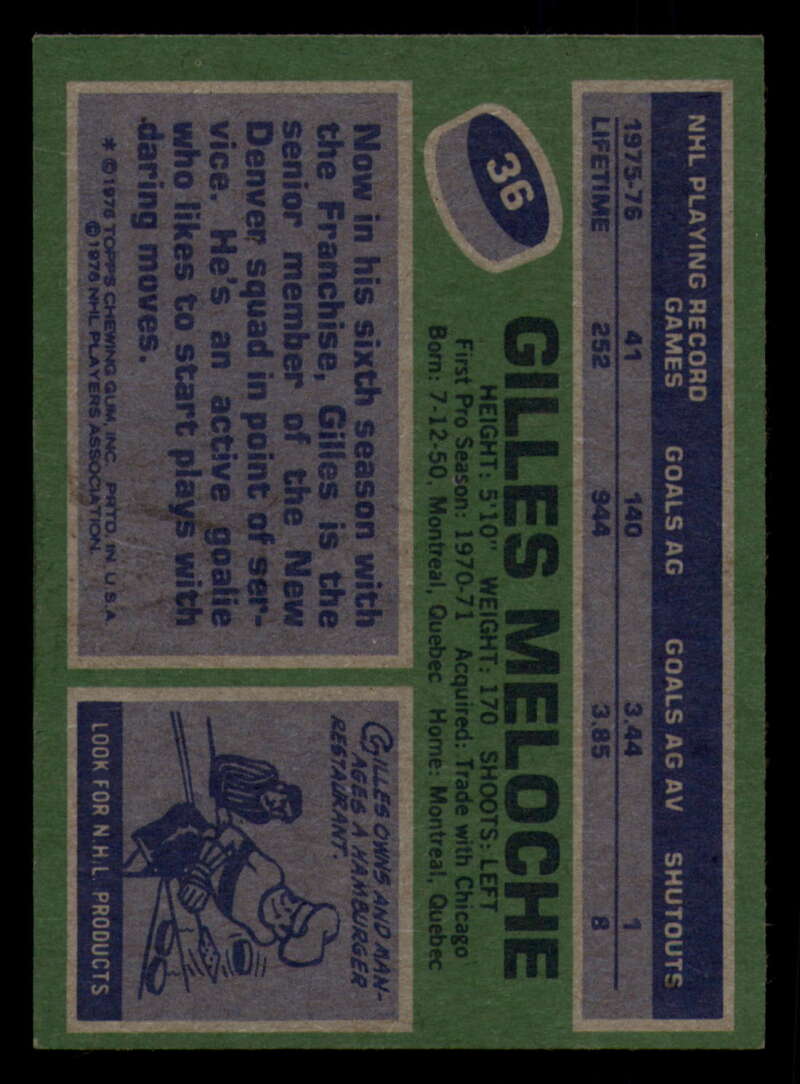 NHL PLAYING RECORD
GAMES GOALS AG GOALS AG AV SHUTOUTS
1975-76 41 140 3.44 1
LIFETIME 252 944 3.85 8
36
GILLES MELOCHE
HEIGHT: 5'10" WEIGHT: 170 SHOOTS: LEFT
First Pro Season: 1970-71 Acquired: Trade with Chicago
Born: 7-12-50, Montreal, Quebec Home: Montreal, Quebec
Now in his sixth season with
the Franchise, Gilles is the
senior member of the New
Denver squad in point of ser-
vice. He's an active goalie
who likes to start plays with
daring moves.
* ©1976 TOPPS CHEWING GUM, INC. PRTD. IN U.S.A
©1976 NHL PLAYERS ASSOCIATION.
GILLES OWNS AND MAN-
AGES A HAMBURGER
RESTAURANT.
LOOK FOR N.H.L. PRODUCTS